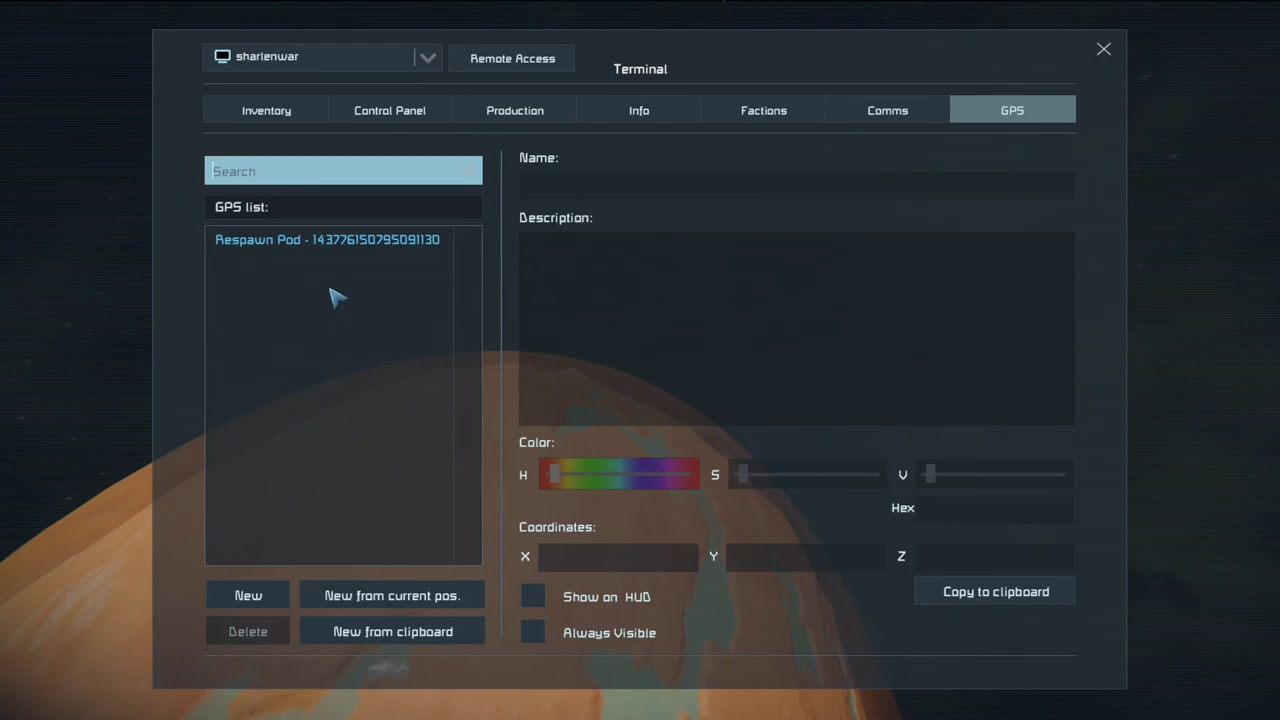 sharlenwar
Remote Access
Terminal
Inventory
Control Panel
Production
Info
Factions
Comms
GPS
Search
GPS list:
Respawn Pod - 143776150795091130
New
New from current pos.
Delete
New from clipboard
Name:
Description:
Color:
H
S
V
Hex
Coordinates:
X
Y
Z
Show on HUD
Copy to clipboard
Always Visible